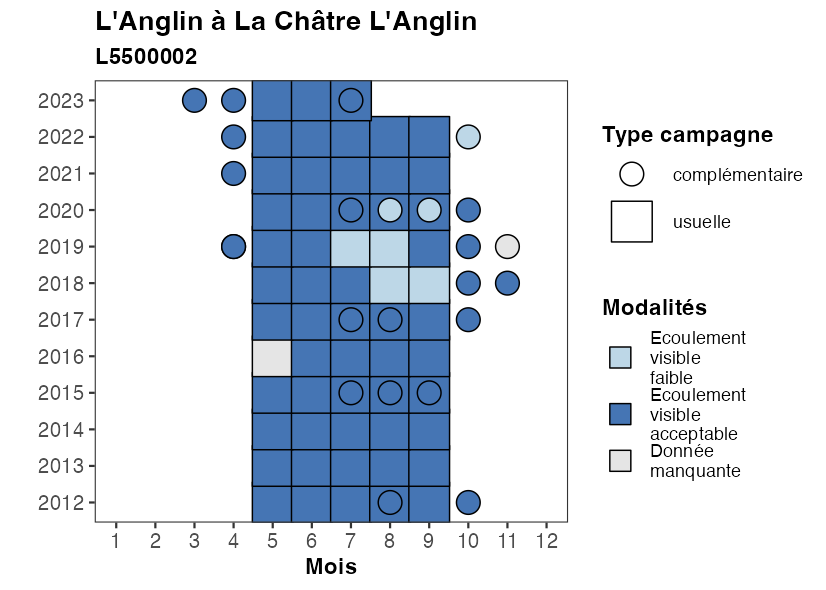 L'Anglin à La Châtre L'Anglin
L5500002
2023
2022
2021
2020
2019
2018
2017
2016
2015
2014
2013
2012
1 2 3 4 5 6 7 8 9 10 11 12
Mois
Type campagne
complémentaire
usuelle
Modalités
Ecoulement
visible
faible
Ecoulement
visible
acceptable
Donnée
manquante